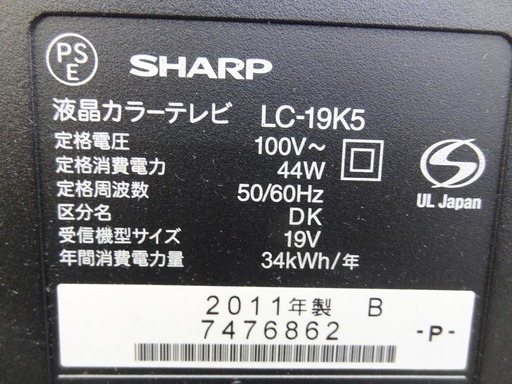 PS
E
SHARP
液晶カラーテレビ LC-19K5
定格電圧 100V~
定格消費電力 44W
定格周波数 50/60Hz
区分名 DK
受信機型サイズ 19V
年間消費電力量 34kWh/年
UL Japan
2011年製 B
7476862 -P-